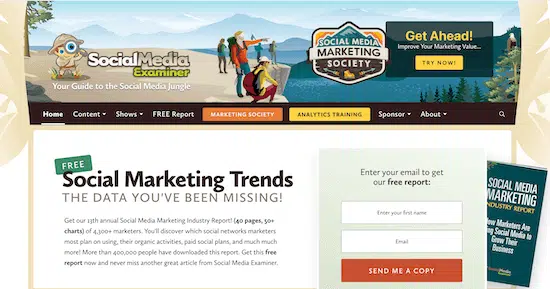 SocialMedia
Examiner
Your Guide to the Social Media Jungle
SOCIAL MEDIA
MARKETING
SOCIETY
Get Ahead!
Improve Your Marketing Value...
TRY NOW!
Home
Content
Shows
FREE Report
MARKETING SOCIETY
ANALYTICS TRAINING
Sponsor
About
FREE
Social Marketing Trends
THE DATA YOU'VE BEEN MISSING!
Get our 13th annual Social Media Marketing Industry Report! (40 pages, 50+
charts) of 4,300+ marketers. You'll discover which social networks marketers
most plan on using, their organic activities, paid social plans, and much much
more! More than 400,000 people have downloaded this report. Get this free
report now and never miss another great article from Social Media Examiner.
Enter your email to get
our free report:
Enter your first name
Email
SEND ME A COPY
SOCIAL MEDIA
MARKETING
INDUSTRY REPORT
How Marketers Are
Using Social Media to
Grow Their
Business